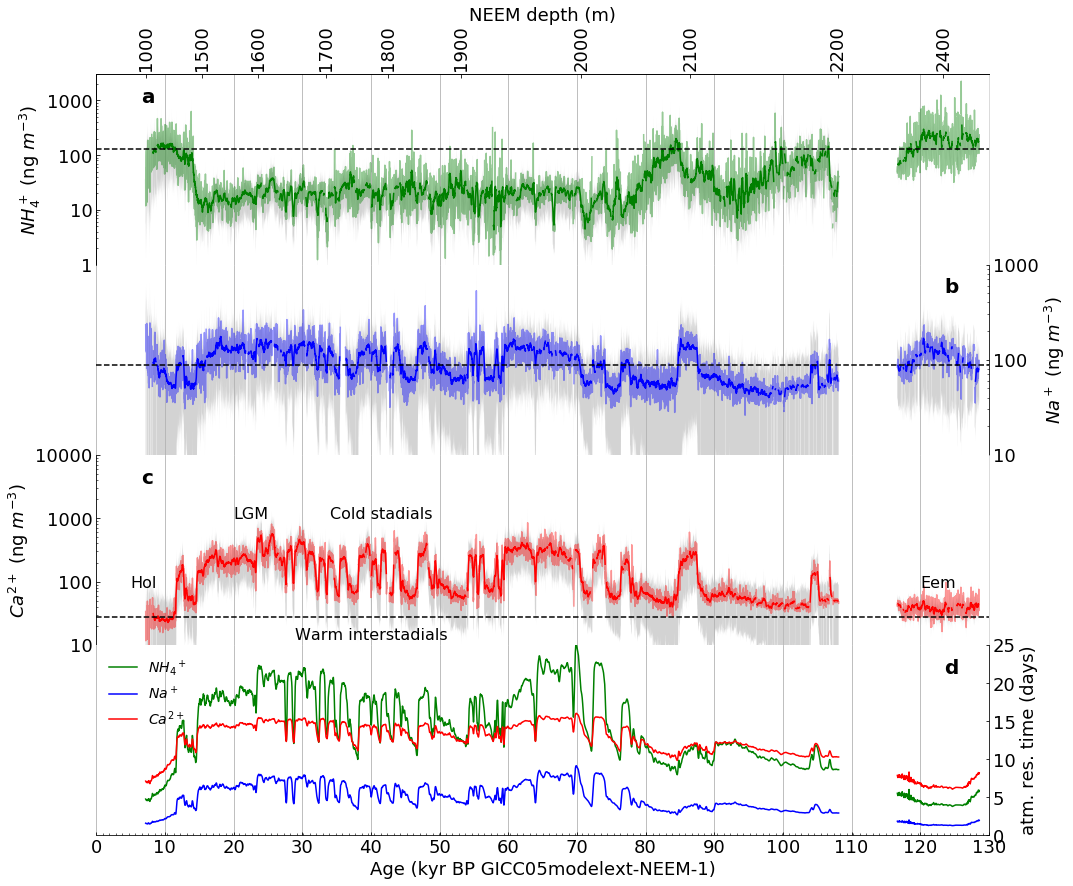 NEEM depth (m)
1000 1500 1600 1700 1800 1900 2000 2100 2200 2400
a
1000
100
10
1
NH₄⁺ (ng m⁻³)
b
1000
100
10
Na⁺ (ng m⁻³)
c
10000
1000
100
10
Ca²⁺ (ng m⁻³)
LGM Cold stadials
Hol Eem
Warm interstadials
d
NH₄⁺
Na⁺
Ca²⁺
25
20
15
10
5
0
atm. res. time (days)
0 10 20 30 40 50 60 70 80 90 100 110 120 130
Age (kyr BP GICC05modelext-NEEM-1)